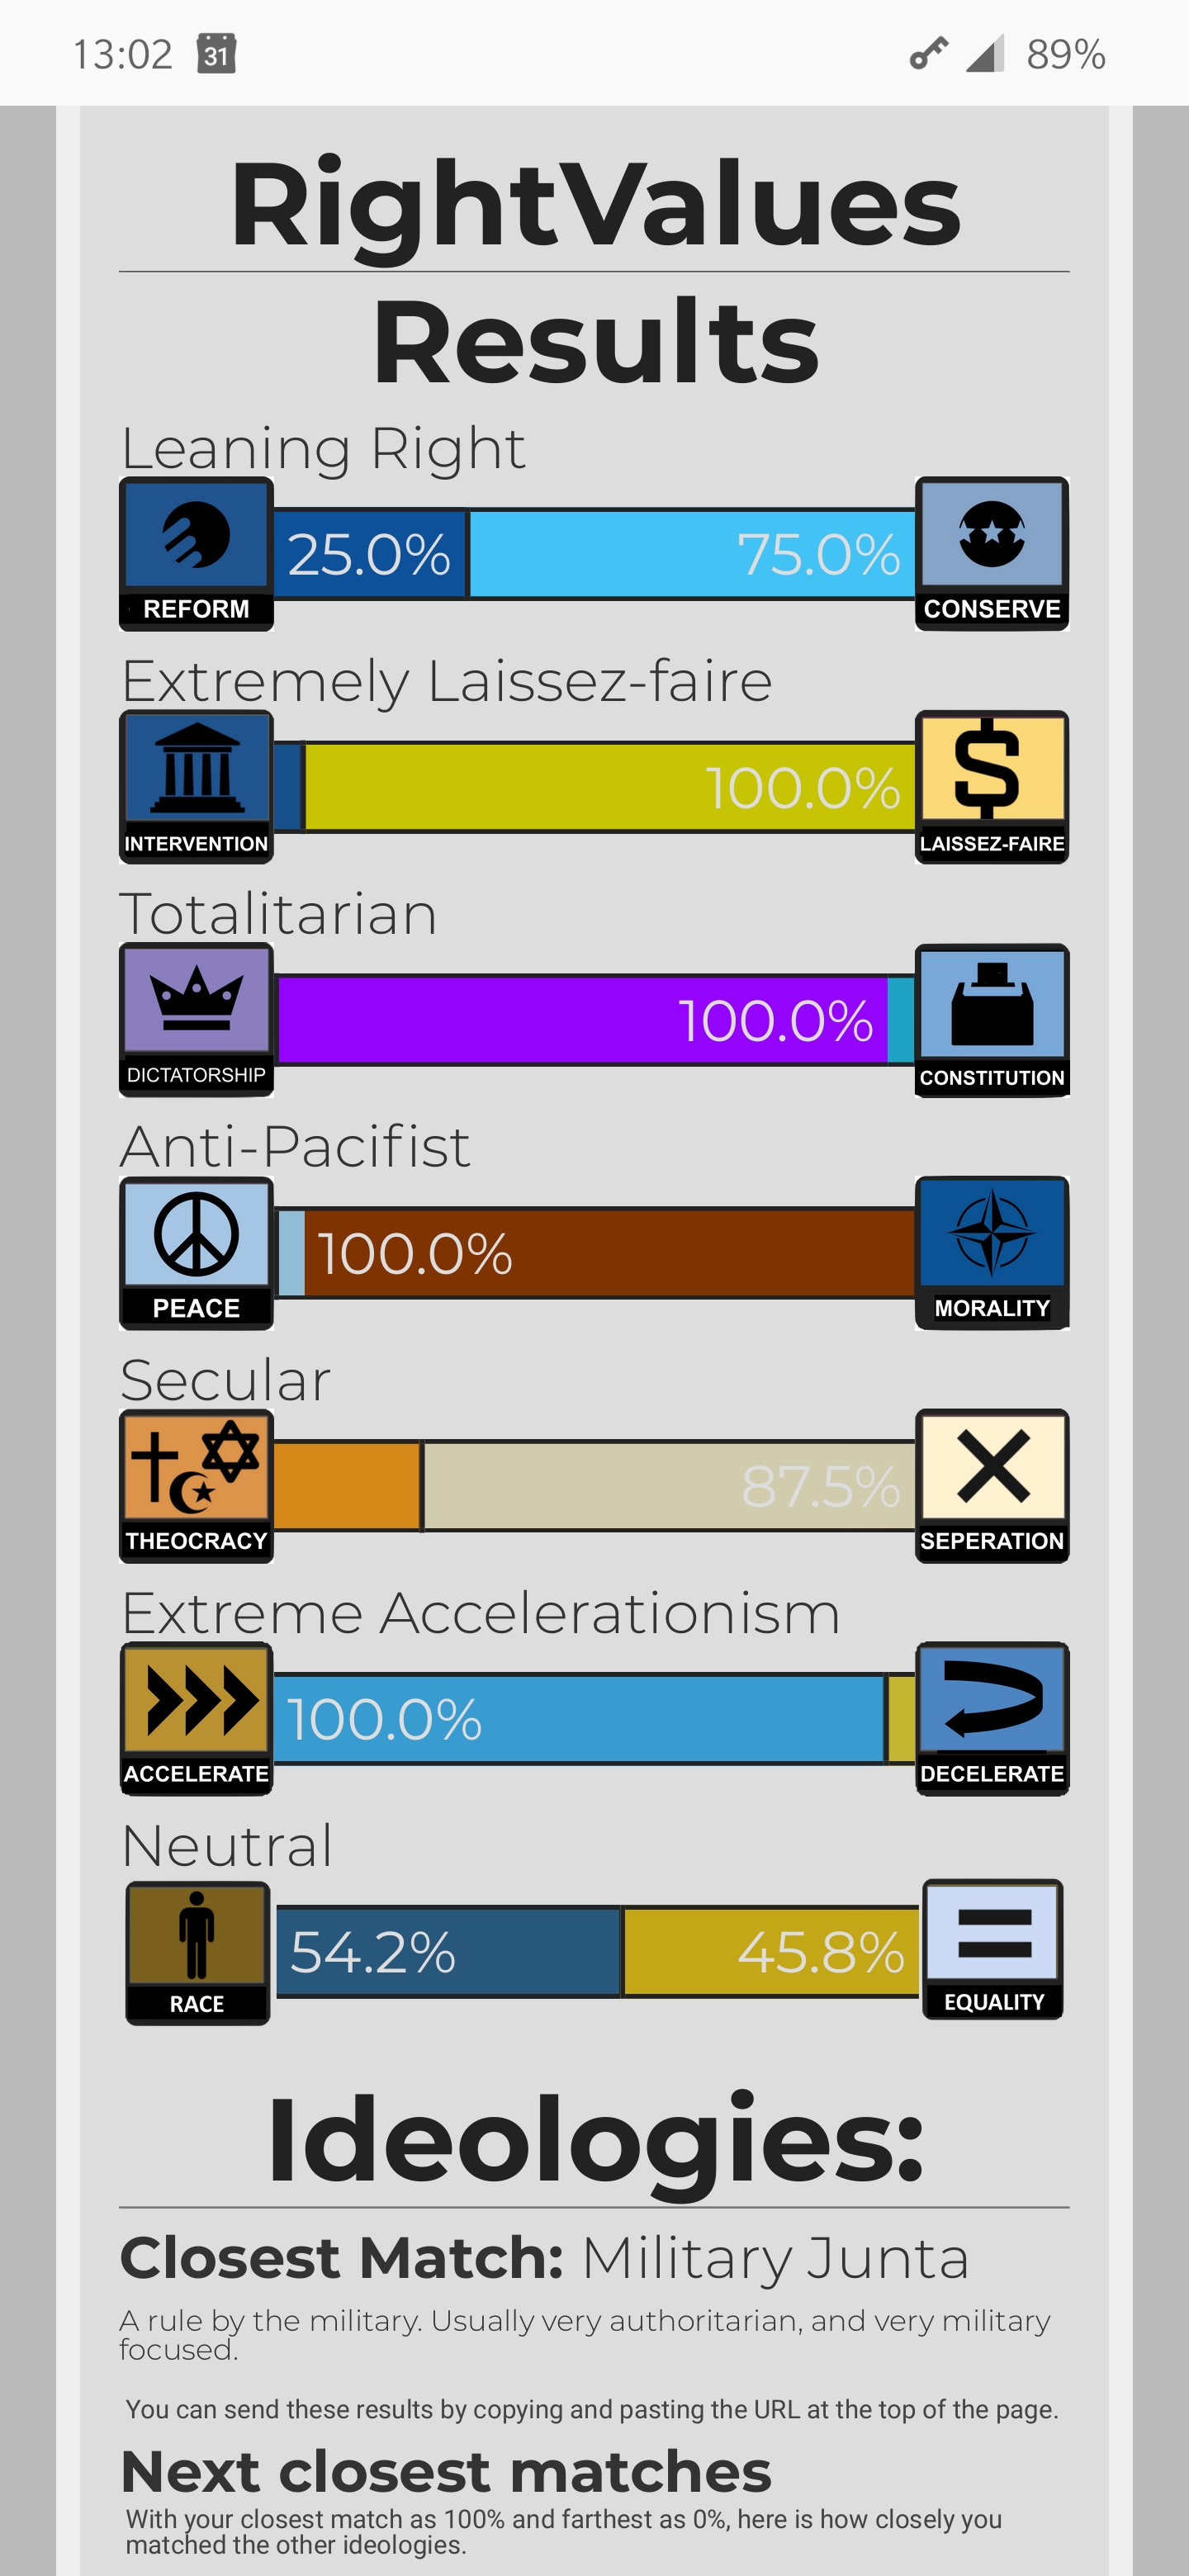 13:02 31 89%
RightValues
Results
Leaning Right
25.0% 75.0%
REFORM CONSERVE
Extremely Laissez-faire
100.0%
INTERVENTION LAISSEZ-FAIRE
Totalitarian
100.0%
DICTATORSHIP CONSTITUTION
Anti-Pacifist
100.0%
PEACE MORALITY
Secular
87.5%
THEOCRACY SEPERATION
Extreme Accelerationism
100.0%
ACCELERATE DECELERATE
Neutral
54.2% 45.8%
RACE EQUALITY
Ideologies:
Closest Match: Military Junta
A rule by the military. Usually very authoritarian, and very military
focused.
You can send these results by copying and pasting the URL at the top of the page.
Next closest matches
With your closest match as 100% and farthest as 0%, here is how closely you
matched the other ideologies.